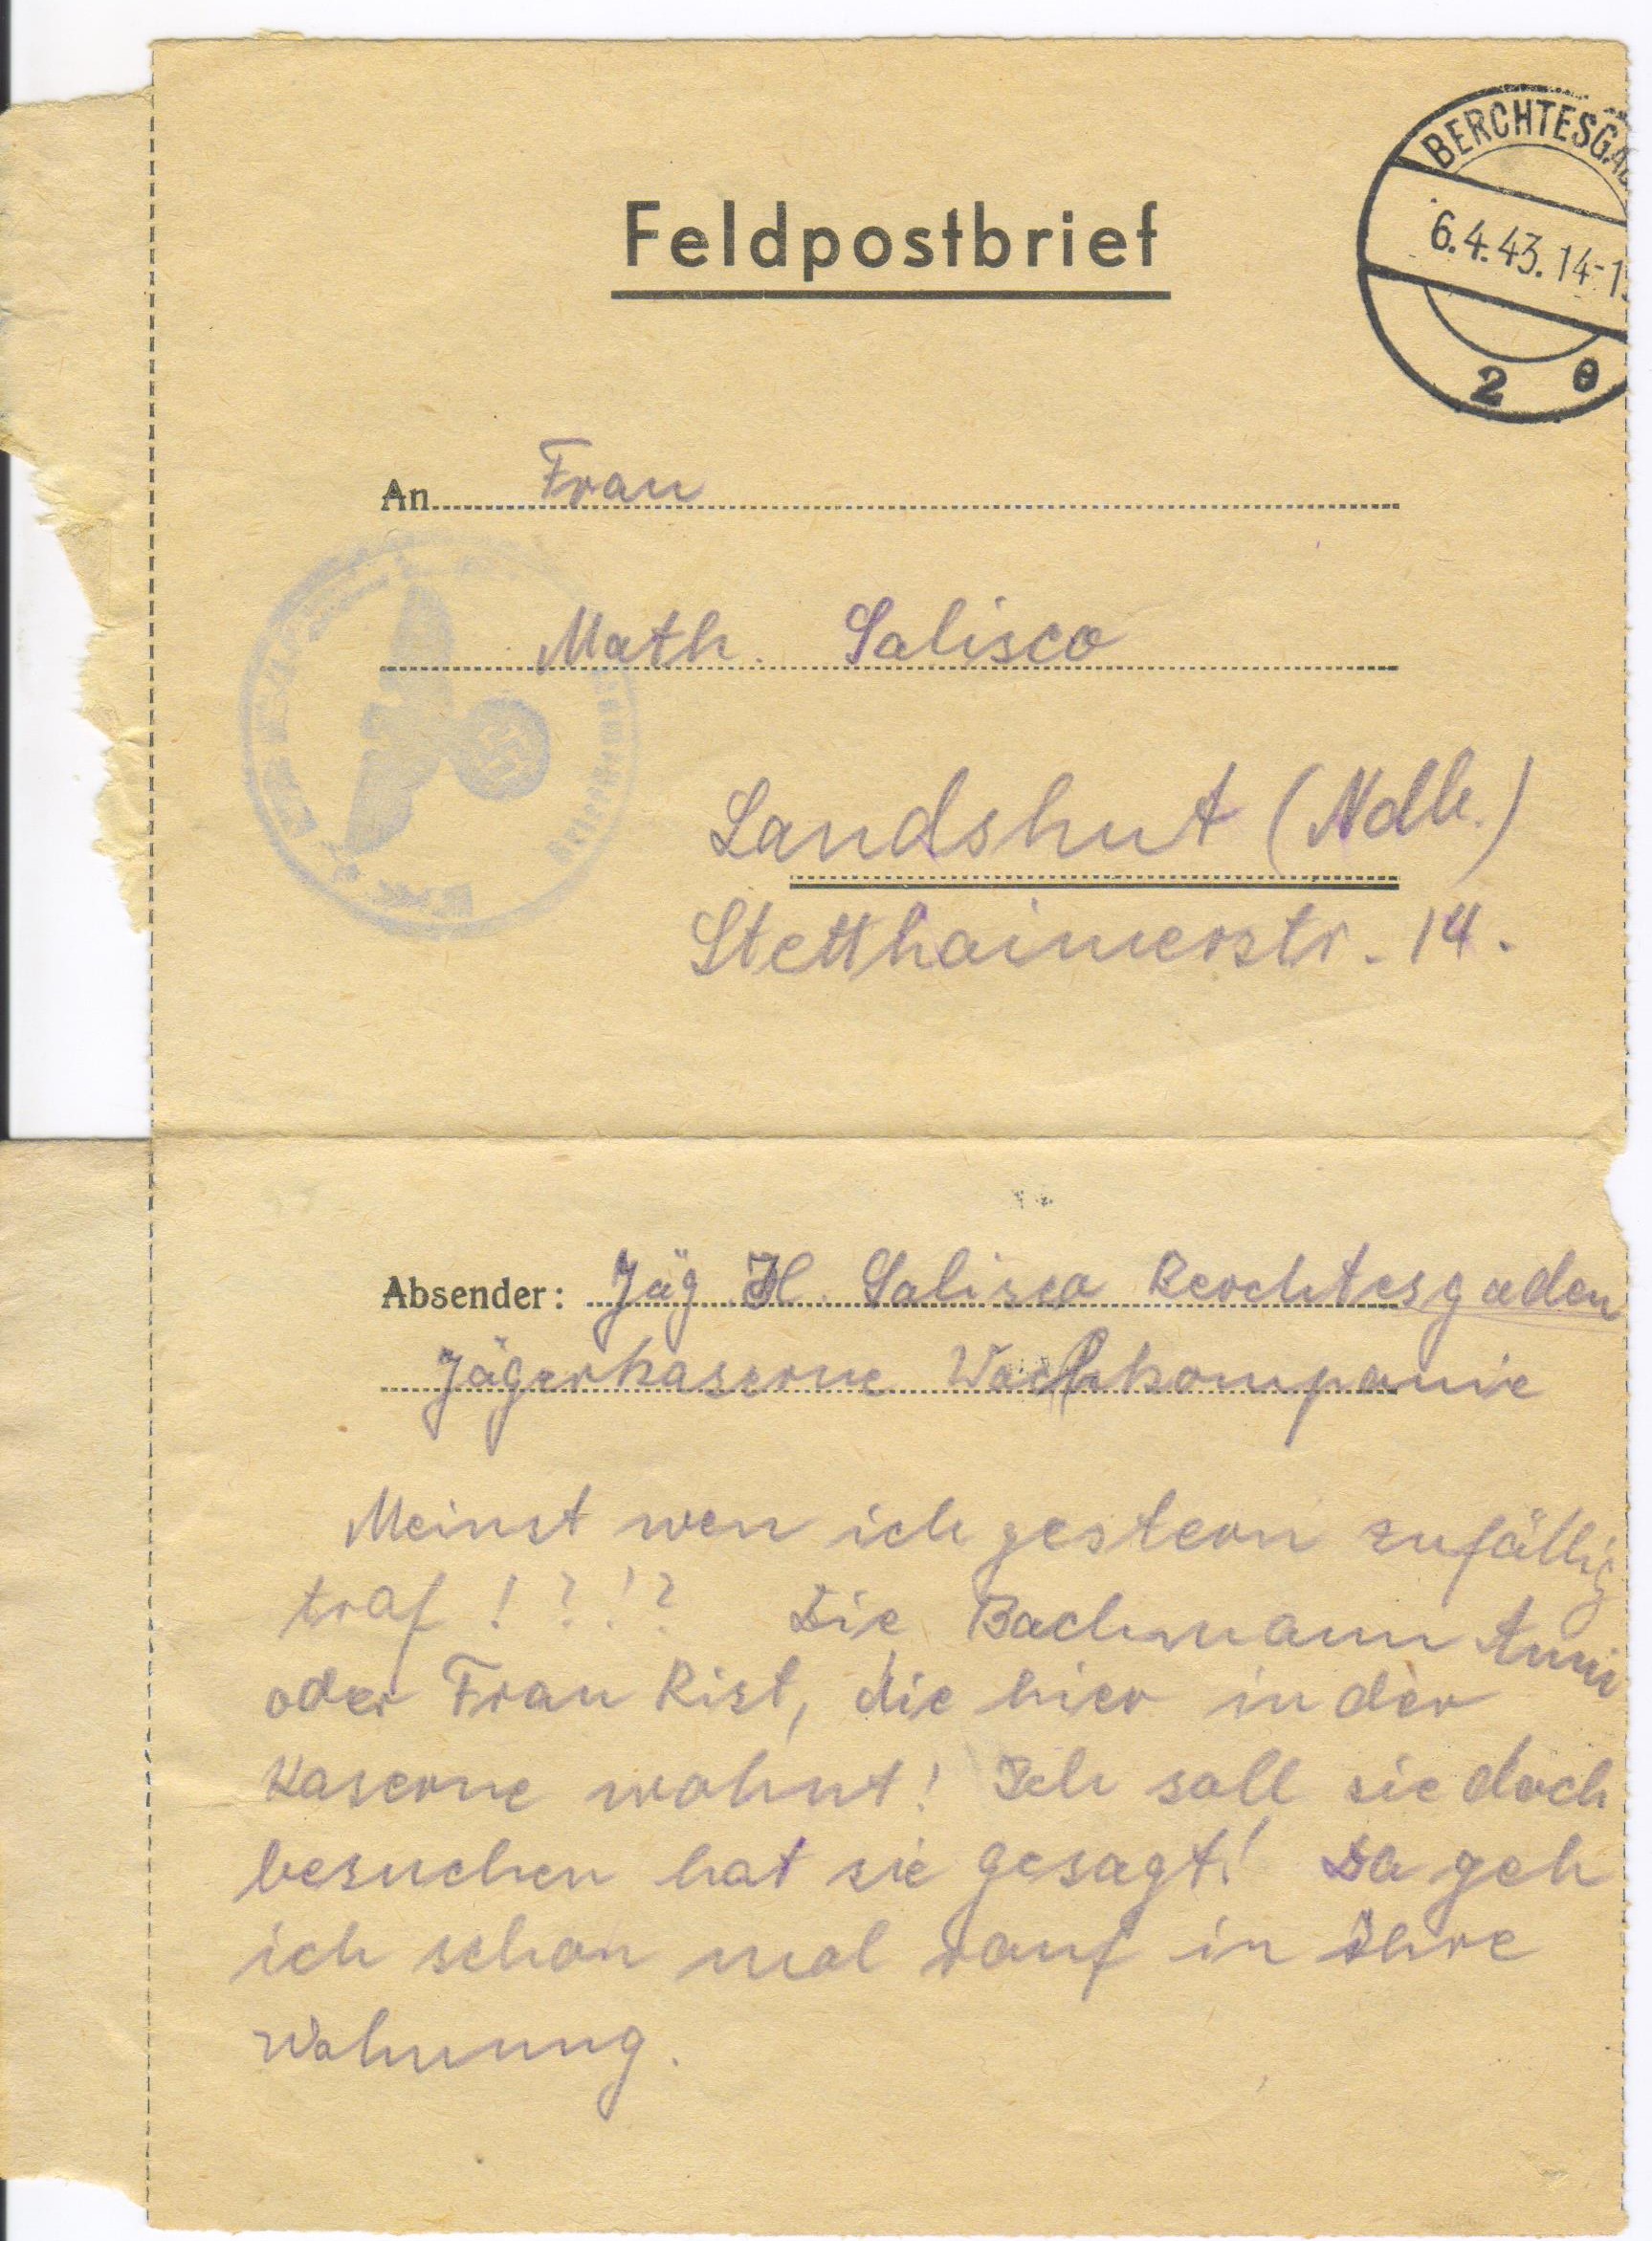 BERCHTESGA
6.4.43.14-1
2 e
Feldpostbrief
An Frau
Math. Salisco
Landshut (Ndb.)
Stetthaimerstr. 14.
Absender: Jäg. H. Salisco Berchtesgaden
Jägerkaserne Wachkompanie
Meinst wen ich gestern zufällig
traf !?!? Die Bachmann Anni
oder Frau Rist, die hier in der
Kaserne wohnt! Ich soll sie doch
besuchen hat sie gesagt! Da geh
ich schon mal rauf in Ihre
Wohnung.